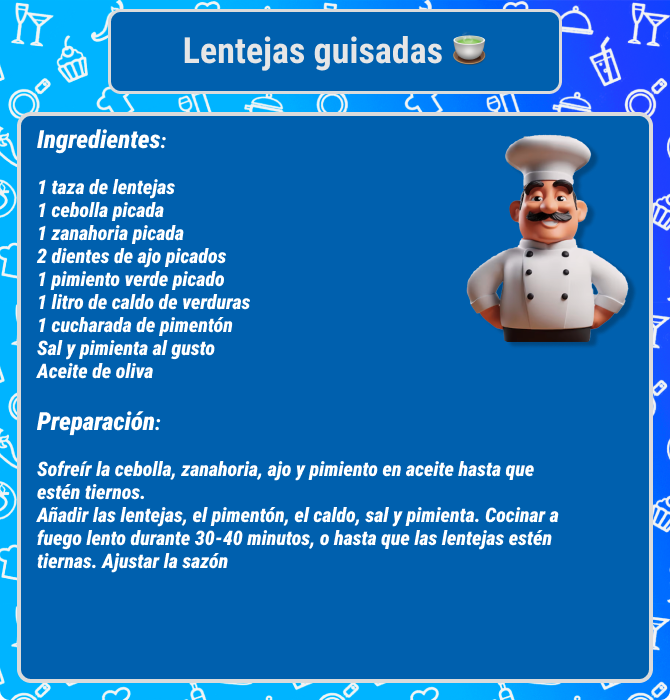 Lentejas guisadas 🍵
Ingredientes:
1 taza de lentejas
1 cebolla picada
1 zanahoria picada
2 dientes de ajo picados
1 pimiento verde picado
1 litro de caldo de verduras
1 cucharada de pimentón
Sal y pimienta al gusto
Aceite de oliva
Preparación:
Sofreír la cebolla, zanahoria, ajo y pimiento en aceite hasta que
estén tiernos.
Añadir las lentejas, el pimentón, el caldo, sal y pimienta. Cocinar a
fuego lento durante 30-40 minutos, o hasta que las lentejas estén
tiernas. Ajustar la sazón